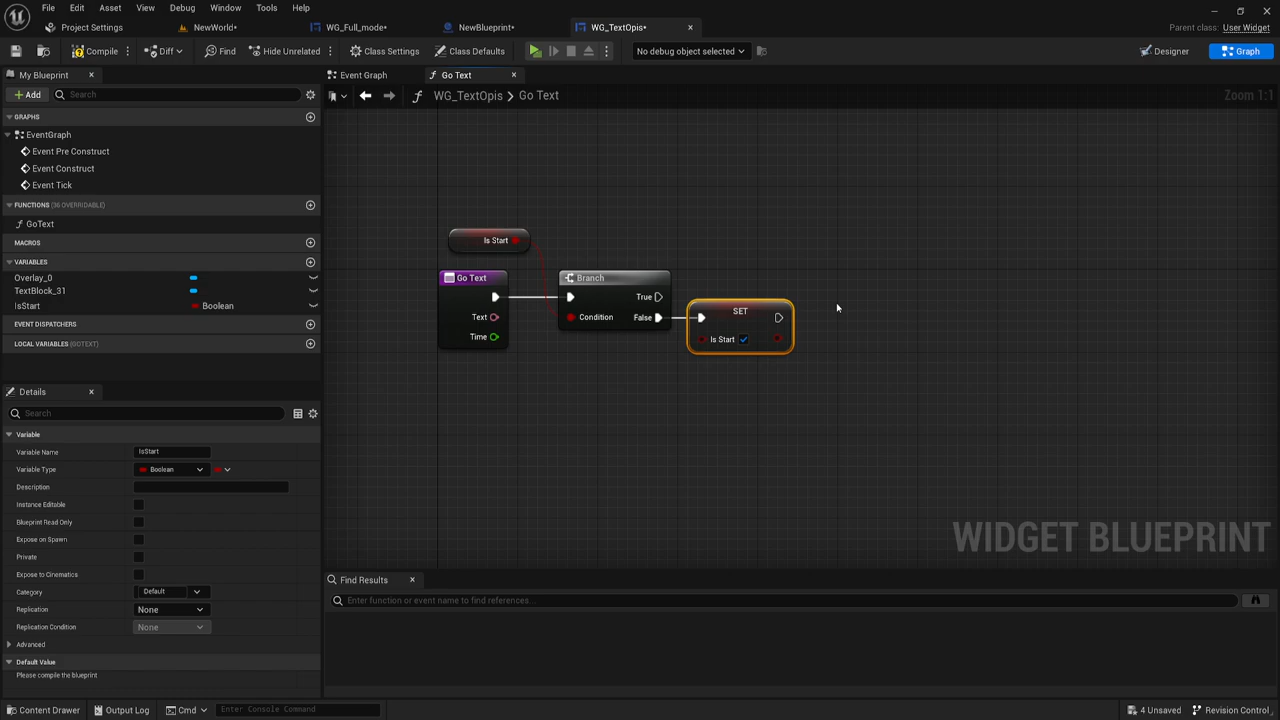 File Edit Asset View Debug Window Tools Help
Project Settings NewWorld• WG_Full_mode• NewBlueprint• WG_TextOpis• Parent class: User Widget
Compile Diff Find Hide Unrelated Class Settings Class Defaults No debug object selected Designer Graph
My Blueprint Event Graph Go Text
Add Search WG_TextOpis Go Text Zoom 1:1
GRAPHS
EventGraph
Event Pre Construct
Event Construct
Event Tick
FUNCTIONS (36 OVERRIDABLE)
GoText
MACROS
VARIABLES
Overlay_0
TextBlock_31
IsStart Boolean
EVENT DISPATCHERS
LOCAL VARIABLES (GOTEXT)
Is Start
Go Text
Text
Time
Branch
True
Condition False
SET
Is Start
WIDGET BLUEPRINT
Details
Search
Variable
Variable Name IsStart
Variable Type Boolean
Description
Instance Editable
Blueprint Read Only
Expose on Spawn
Private
Expose to Cinematics
Category Default
Replication None
Replication Condition None
Advanced
Default Value
Please compile the blueprint
Find Results
Enter function or event name to find references...
Content Drawer Output Log Cmd Enter Console Command 4 Unsaved Revision Control